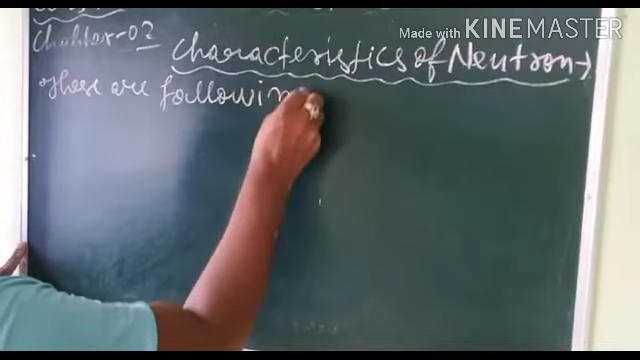 Made with KINEMASTER
Chapter-02
Characteristics of Neutron→
These are followin